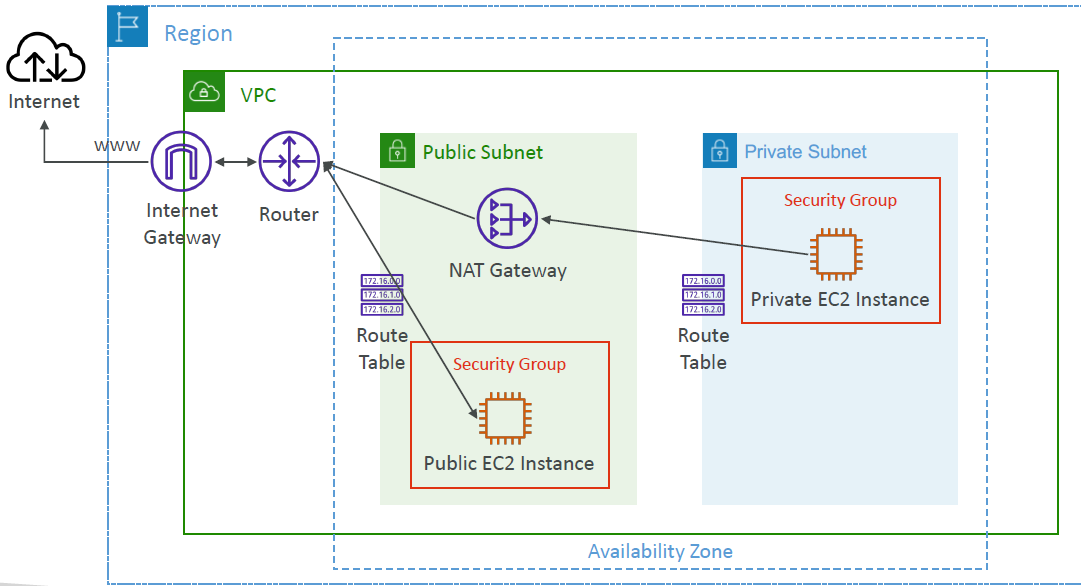 Region
Internet
VPC
www
Internet
Gateway
Router
Public Subnet
NAT Gateway
172.16.0.0
172.16.1.0
172.16.2.0
Route
Table
Security Group
Public EC2 Instance
Private Subnet
Security Group
Private EC2 Instance
172.16.0.0
172.16.1.0
172.16.2.0
Route
Table
Availability Zone